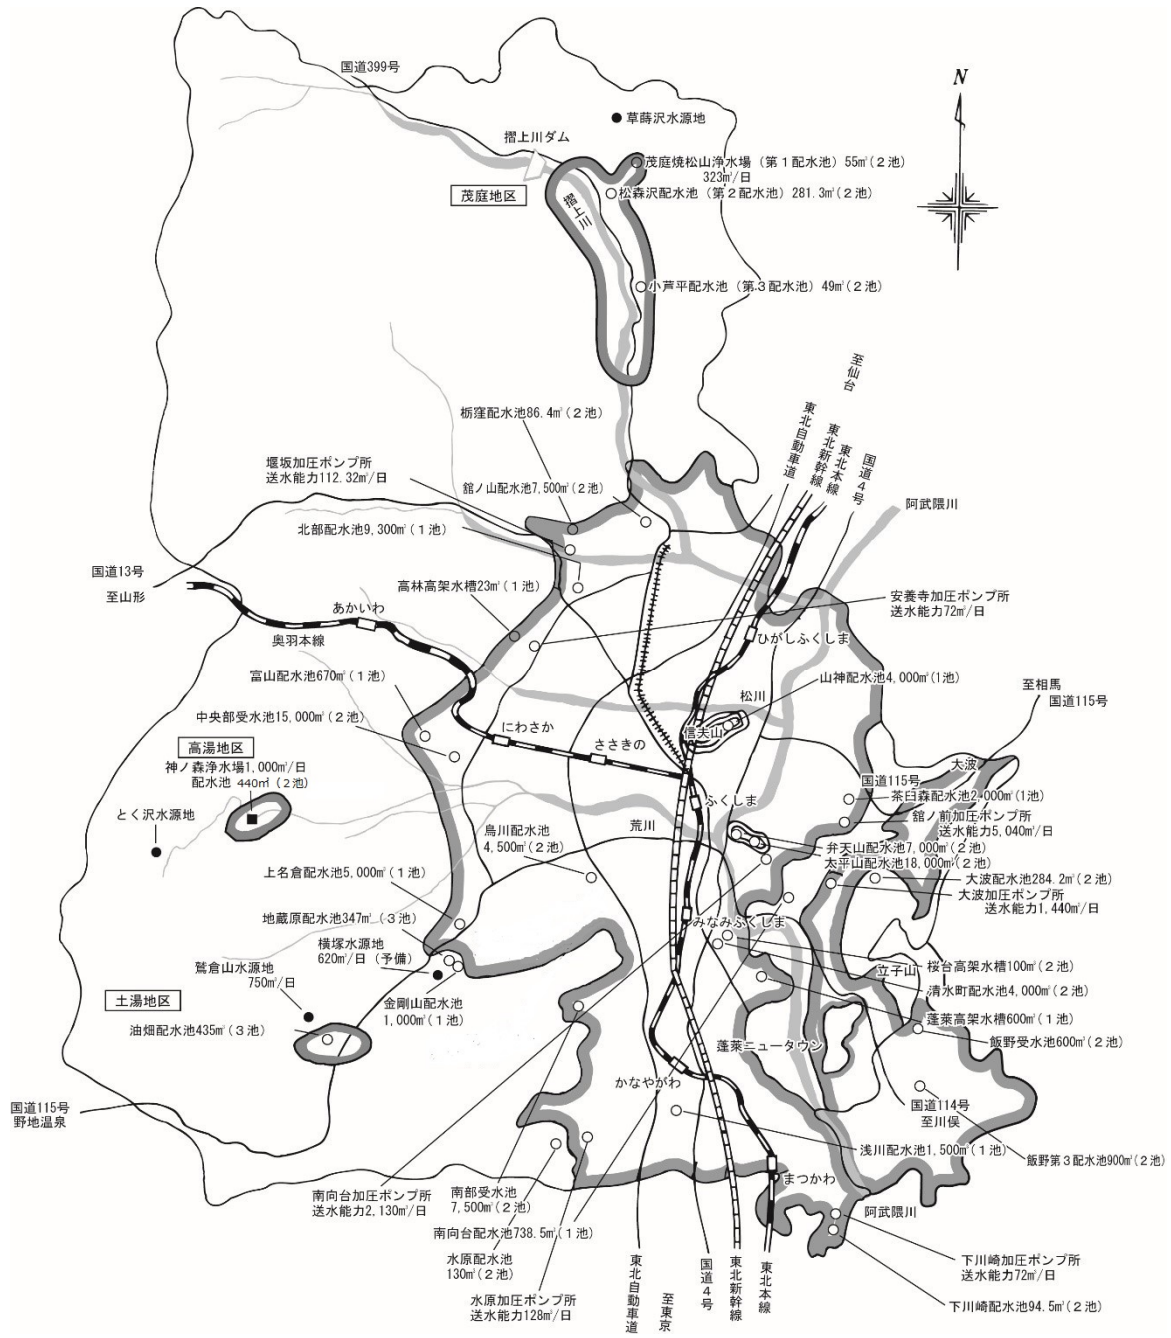 国道399号
N
草蒔沢水源地
摺上川ダム
茂庭焼松山浄水場（第１配水池）55㎥（2池）
323㎥/日
茂庭地区
松森沢配水池（第２配水池）281.3㎥（2池）
摺上川
小芦平配水池（第３配水池）49㎥（2池）
至仙台
東北自動車道
東北新幹線
東北本線
国道４号
栃窪配水池86.4㎥（2池）
堰坂加圧ポンプ所
送水能力112.32㎥/日
舘ノ山配水池7,500㎥（2池）
阿武隈川
北部配水池9,300㎥（1池）
国道13号
至山形
高林高架水槽23㎥（1池）
安養寺加圧ポンプ所
送水能力72㎥/日
あかいわ
奥羽本線
ひがしふくしま
富山配水池670㎥（1池）
松川
山神配水池4,000㎥（1池）
至相馬
国道115号
中央部受水池15,000㎥（2池）
にわさか
信夫山
ささきの
高湯地区
神ノ森浄水場1,000㎥/日
配水池 440㎥（2池）
大波
国道115号
とく沢水源地
ふくしま
茶臼森配水池2,000㎥（1池）
鳥川配水池
4,500㎥（2池）
荒川
舘ノ前加圧ポンプ所
送水能力5,040㎥/日
弁天山配水池7,000㎥（2池）
太平山配水池18,000㎥（2池）
上名倉配水池5,000㎥（1池）
大波配水池284.2㎥（2池）
大波加圧ポンプ所
送水能力1,440㎥/日
地蔵原配水池347㎥（3池）
みなみふくしま
横塚水源地
620㎥/日（予備）
鷲倉山水源地
750㎥/日
立子山
桜台高架水槽100㎥（2池）
清水町配水池4,000㎥（2池）
土湯地区
金剛山配水池
1,000㎥（1池）
蓬莱高架水槽600㎥（1池）
油畑配水池435㎥（3池）
蓬莱ニュータウン
飯野受水池600㎥（2池）
かなやがわ
国道115号
野地温泉
国道114号
至川俣
浅川配水池1,500㎥（1池）
飯野第３配水池900㎥（2池）
まつかわ
南向台加圧ポンプ所
送水能力2,130㎥/日
南部受水池
7,500㎥（2池）
阿武隈川
南向台配水池738.5㎥（1池）
水原配水池
130㎥（2池）
下川崎加圧ポンプ所
送水能力72㎥/日
水原加圧ポンプ所
送水能力128㎥/日
東北自動車道
至東京
国道４号
東北新幹線
東北本線
下川崎配水池94.5㎥（2池）